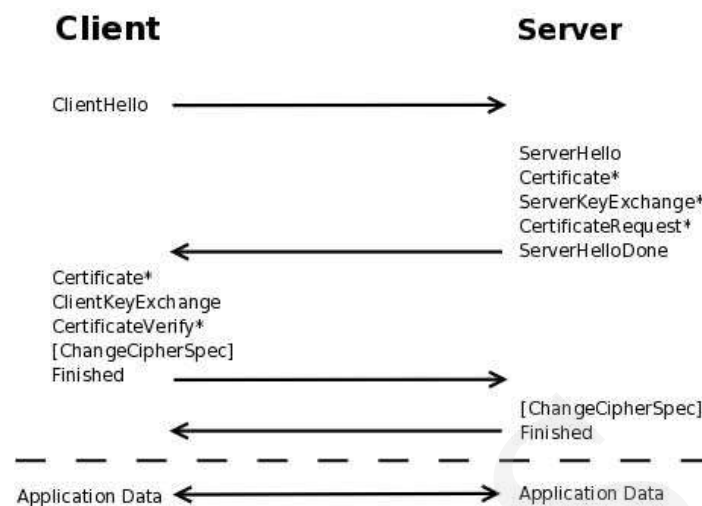 Client
Server
ClientHello
ServerHello
Certificate*
ServerKeyExchange*
CertificateRequest*
ServerHelloDone
Certificate*
ClientKeyExchange
CertificateVerify*
[ChangeCipherSpec]
Finished
[ChangeCipherSpec]
Finished
Application Data
Application Data